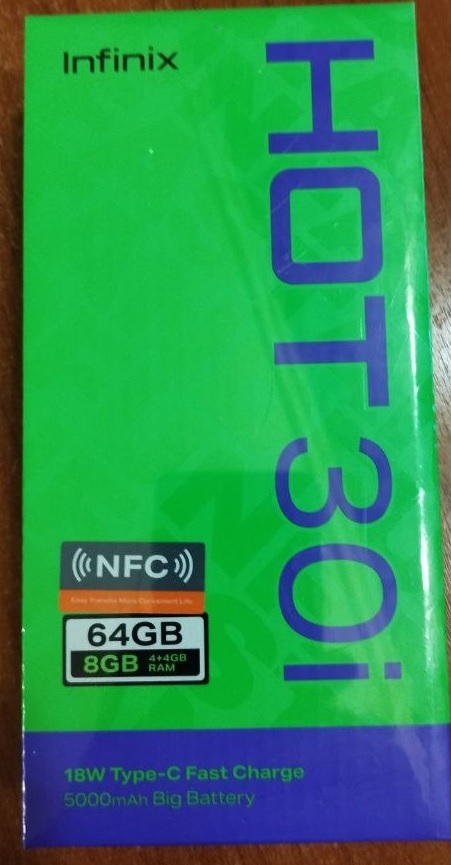 Infinix
HOT 30i
((( NFC )))
Easy Transfer More Convenient Life
64GB
8GB 4+4GB RAM
18W Type-C Fast Charge
5000mAh Big Battery